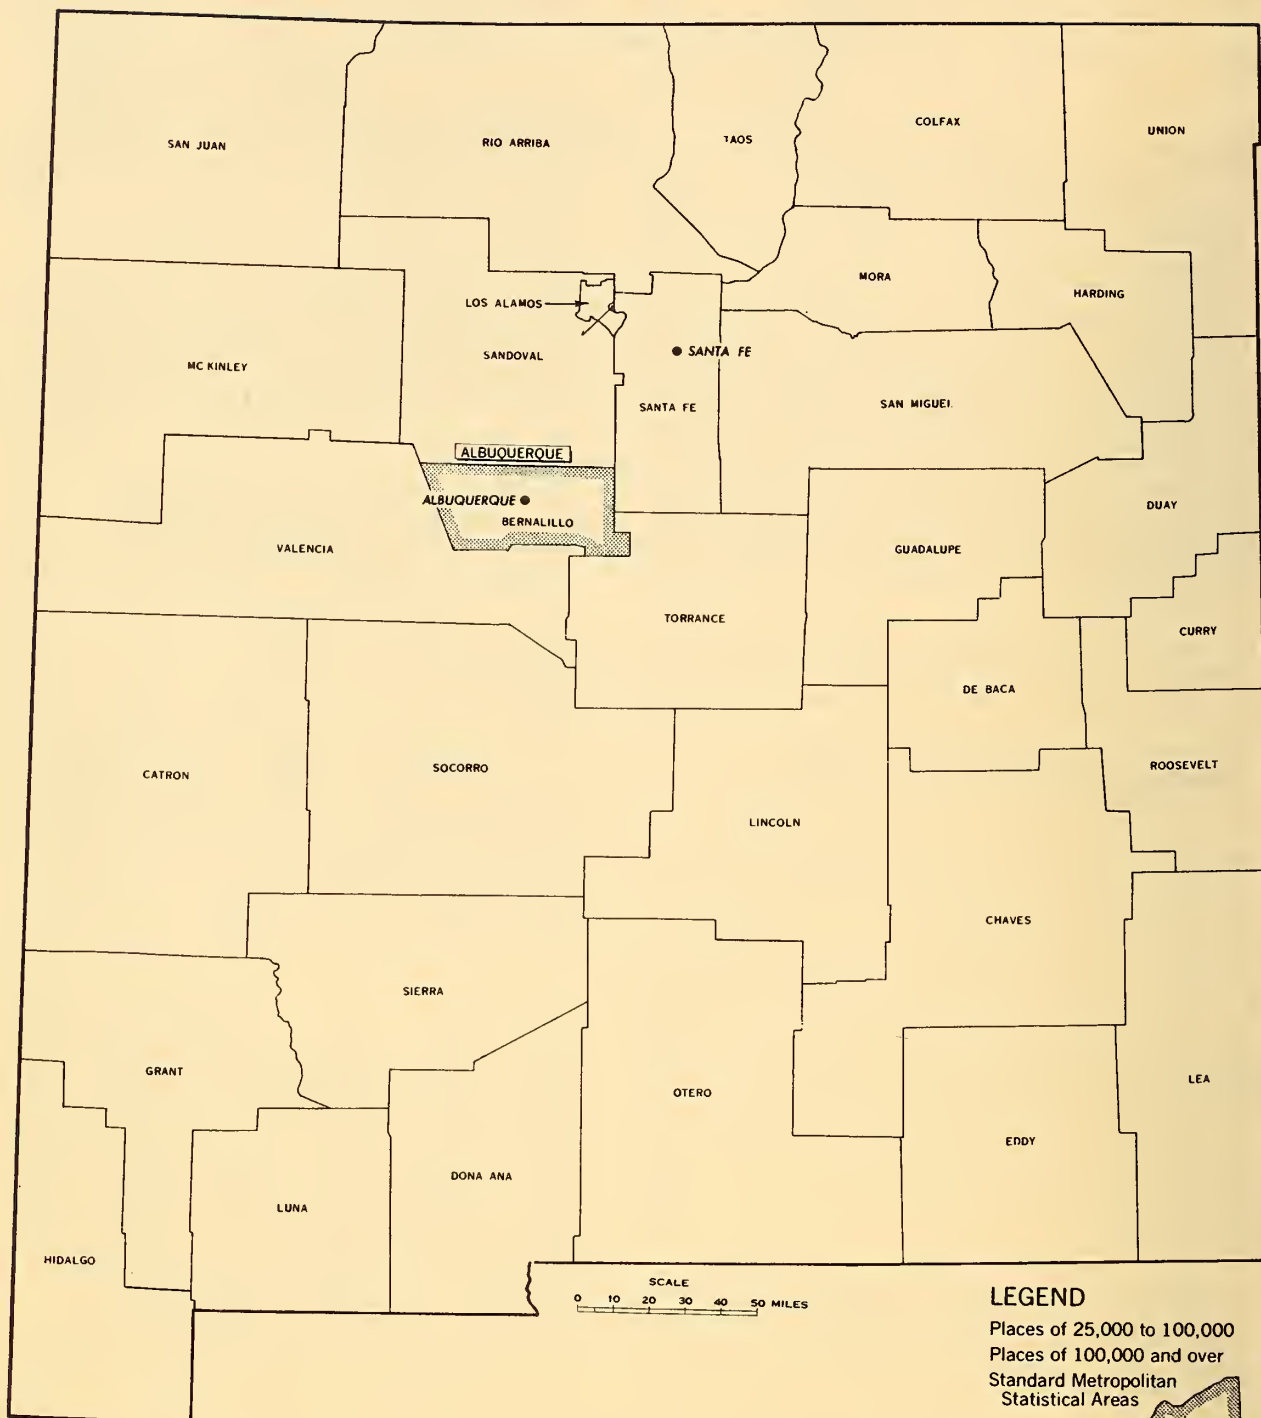 SAN JUAN
RIO ARRIBA
TAOS
COLFAX
UNION
MORA
HARDING
LOS ALAMOS
SANDOVAL
SANTA FE
MC KINLEY
SANTA FE
SAN MIGUEL
ALBUQUERQUE
ALBUQUERQUE
BERNALILLO
DUAY
VALENCIA
GUADALUPE
TORRANCE
CURRY
DE BACA
CATRON
SOCORRO
ROOSEVELT
LINCOLN
CHAVES
SIERRA
GRANT
OTERO
LEA
EDDY
DONA ANA
LUNA
HIDALGO
SCALE
0 10 20 30 40 50 MILES
LEGEND
Places of 25,000 to 100,000
Places of 100,000 and over
Standard Metropolitan
Statistical Areas